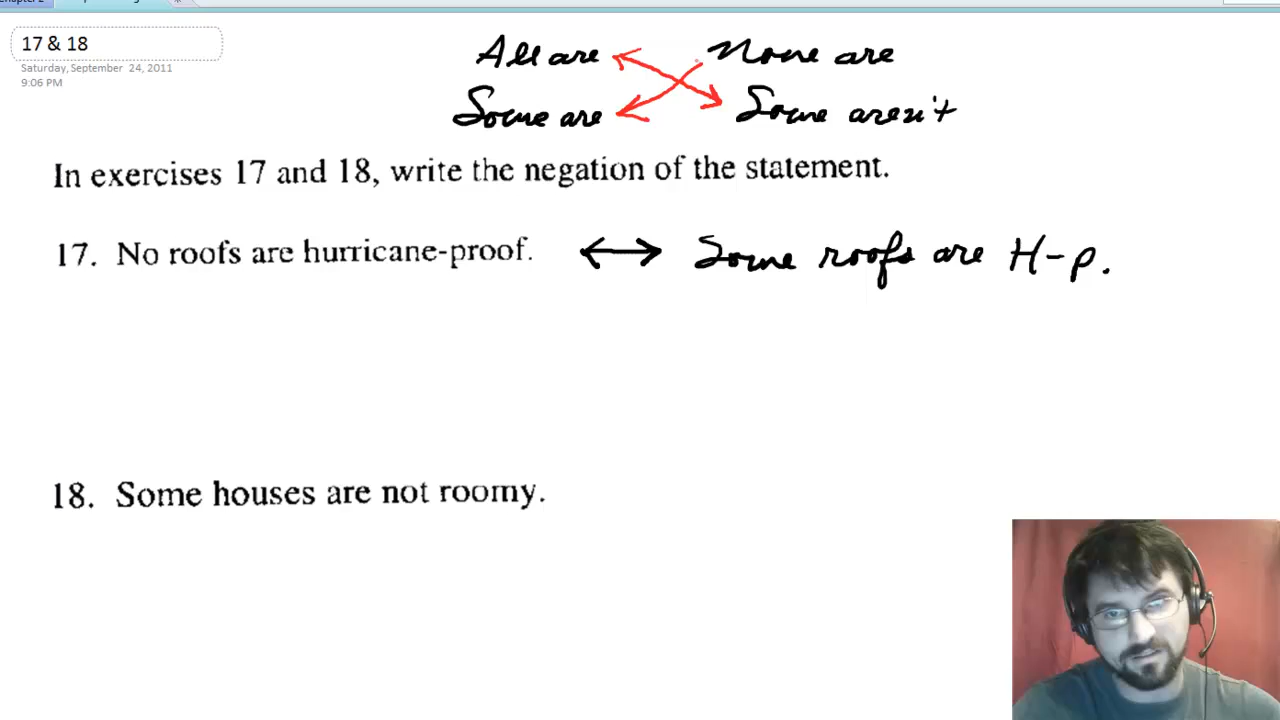 17 & 18
Saturday, September 24, 2011
9:06 PM
All are None are
Some are Some aren't
In exercises 17 and 18, write the negation of the statement.
17. No roofs are hurricane-proof. Some roofs are H-p.
18. Some houses are not roomy.